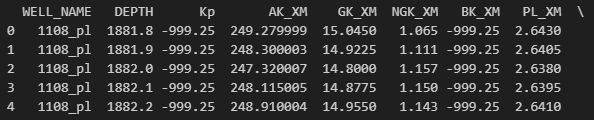 WELL_NAME DEPTH Kp AK_XM GK_XM NGK_XM BK_XM PL_XM \
0 1108_pl 1881.8 -999.25 249.279999 15.0450 1.065 -999.25 2.6430
1 1108_pl 1881.9 -999.25 248.300003 14.9225 1.111 -999.25 2.6405
2 1108_pl 1882.0 -999.25 247.320007 14.8000 1.157 -999.25 2.6380
3 1108_pl 1882.1 -999.25 248.115005 14.8775 1.150 -999.25 2.6395
4 1108_pl 1882.2 -999.25 248.910004 14.9550 1.143 -999.25 2.6410